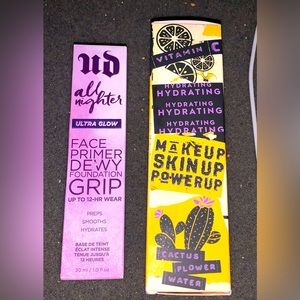 UD
all
nighter
ULTRA GLOW
FACE
PRIMER
DEWY
FOUNDATION
GRIP
UP TO 12-HR WEAR
PREPS
SMOOTHS
HYDRATES
BASE DE TEINT
ÉCLAT INTENSE
TENUE JUSQU'À
12 HEURES
30 ml / 1.0 fl oz
VITAMIN C
HYDRATING
HYDRATING
HYDRATING
HYDRATING
HYDRATING
HYDRATING
MAKEUP
SKINUP
POWERUP
CACTUS
FLOWER
WATER